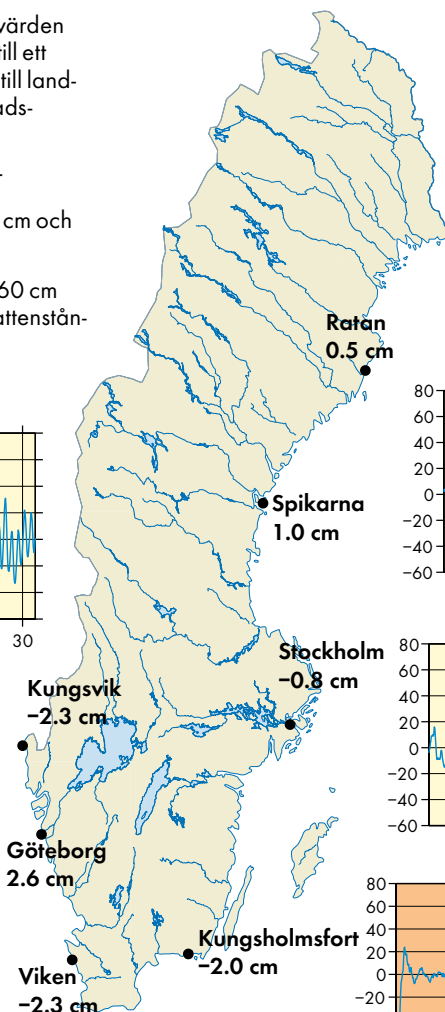 värden
till ett
till land-
ads-
cm och
60 cm
attenstån-
Ratan
0.5 cm
80
60
40
20
0
−20
−40
−60
Spikarna
1.0 cm
30
Stockholm
−0.8 cm
80
60
40
20
0
−20
−40
−60
Kungsvik
−2.3 cm
Göteborg
2.6 cm
80
60
40
20
0
−20
Kungsholmsfort
−2.0 cm
Viken
−2.3 cm